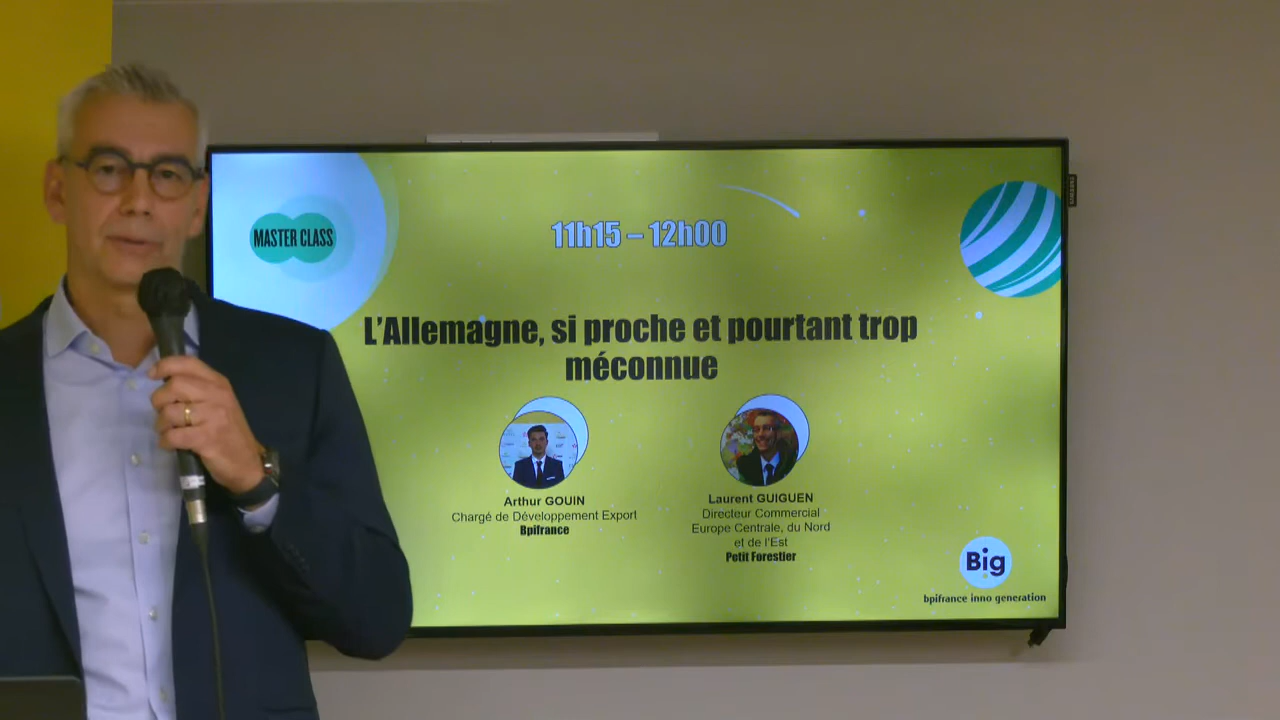 MASTER CLASS
11h15 – 12h00
L'Allemagne, si proche et pourtant trop
méconnue
Arthur GOUIN
Chargé de Développement Export
Bpifrance
Laurent GUIGUEN
Directeur Commercial
Europe Centrale, du Nord
et de l'Est
Petit Forestier
Big
bpifrance inno generation